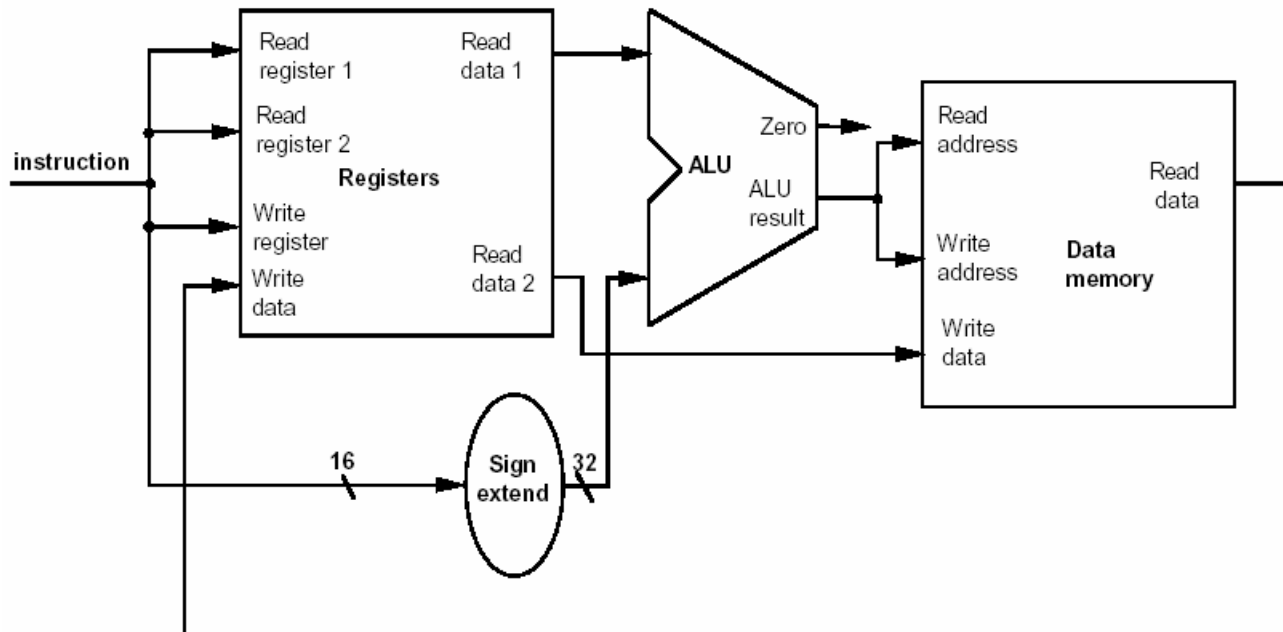 instruction
Read
register 1
Read
register 2
Registers
Write
register
Write
data
Read
data 1
Read
data 2
16
Sign
extend
32
ALU
Zero
ALU
result
Read
address
Write
address
Write
data
Read
data
Data
memory